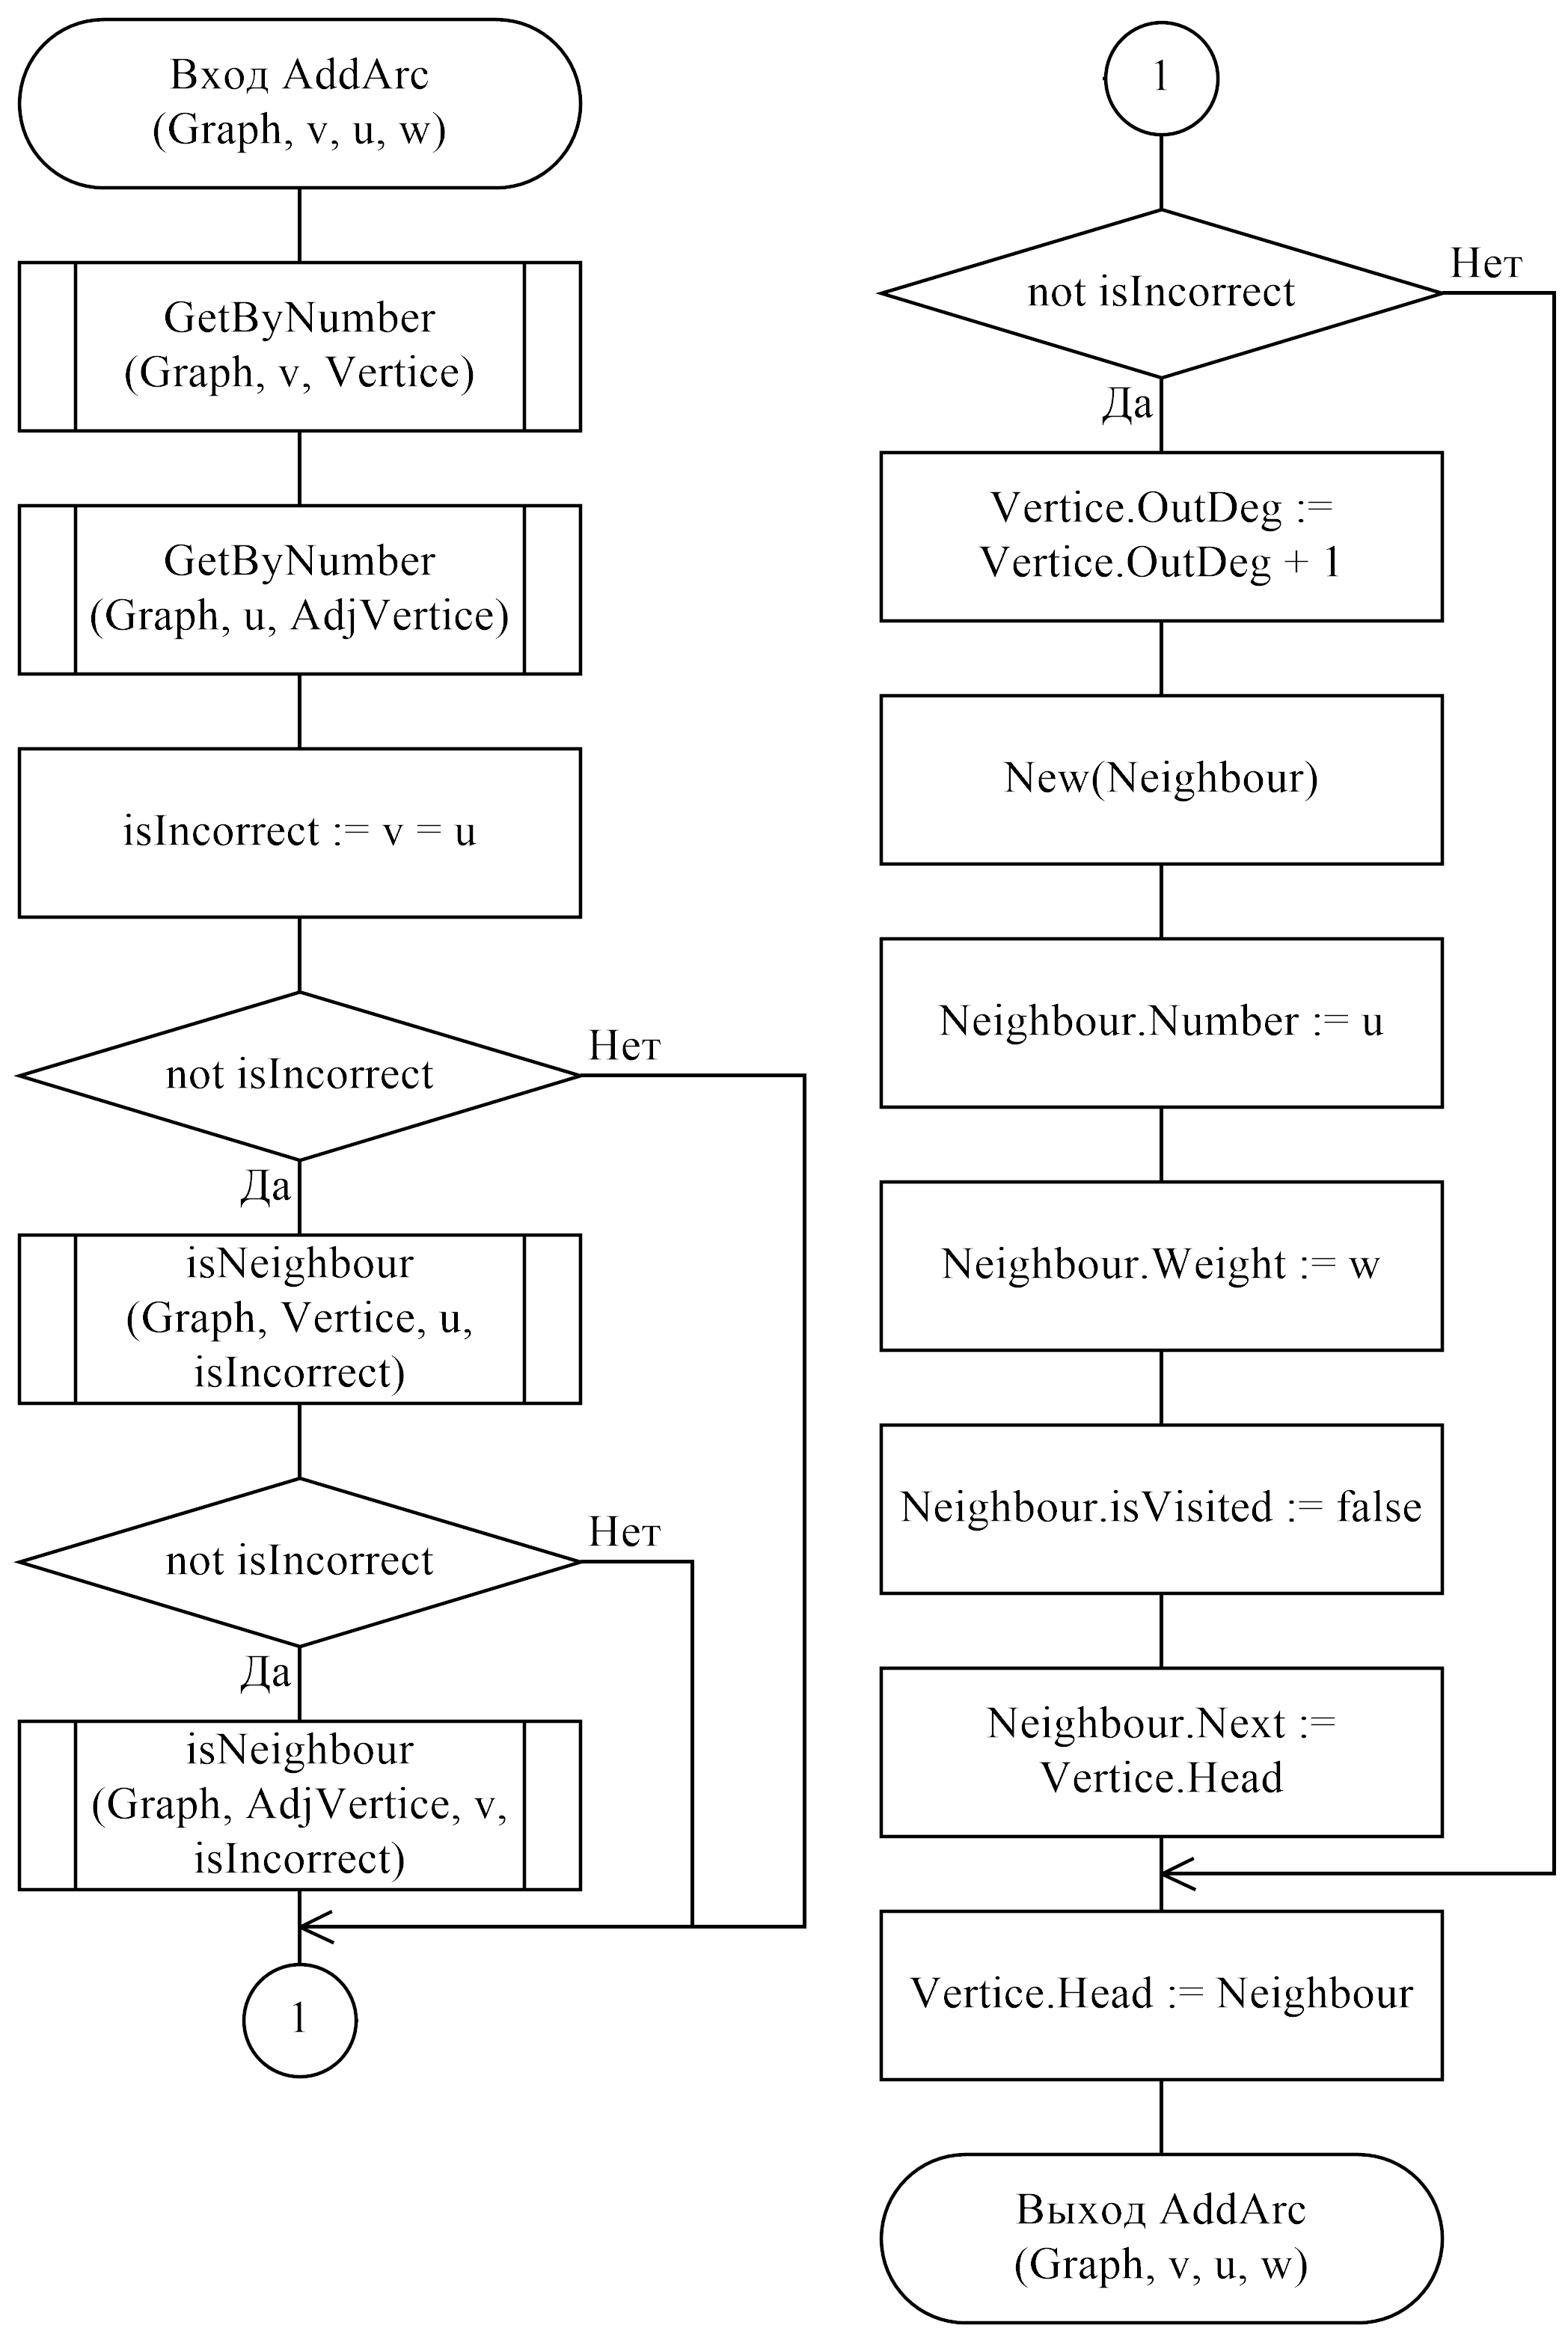 Вход AddArc
(Graph, v, u, w)
GetByNumber
(Graph, v, Vertice)
GetByNumber
(Graph, u, AdjVertice)
isIncorrect := v = u
not isIncorrect
Нет
Да
isNeighbour
(Graph, Vertice, u,
isIncorrect)
not isIncorrect
Нет
Да
isNeighbour
(Graph, AdjVertice, v,
isIncorrect)
1
1
not isIncorrect
Нет
Да
Vertice.OutDeg :=
Vertice.OutDeg + 1
New(Neighbour)
Neighbour.Number := u
Neighbour.Weight := w
Neighbour.isVisited := false
Neighbour.Next :=
Vertice.Head
Vertice.Head := Neighbour
Выход AddArc
(Graph, v, u, w)